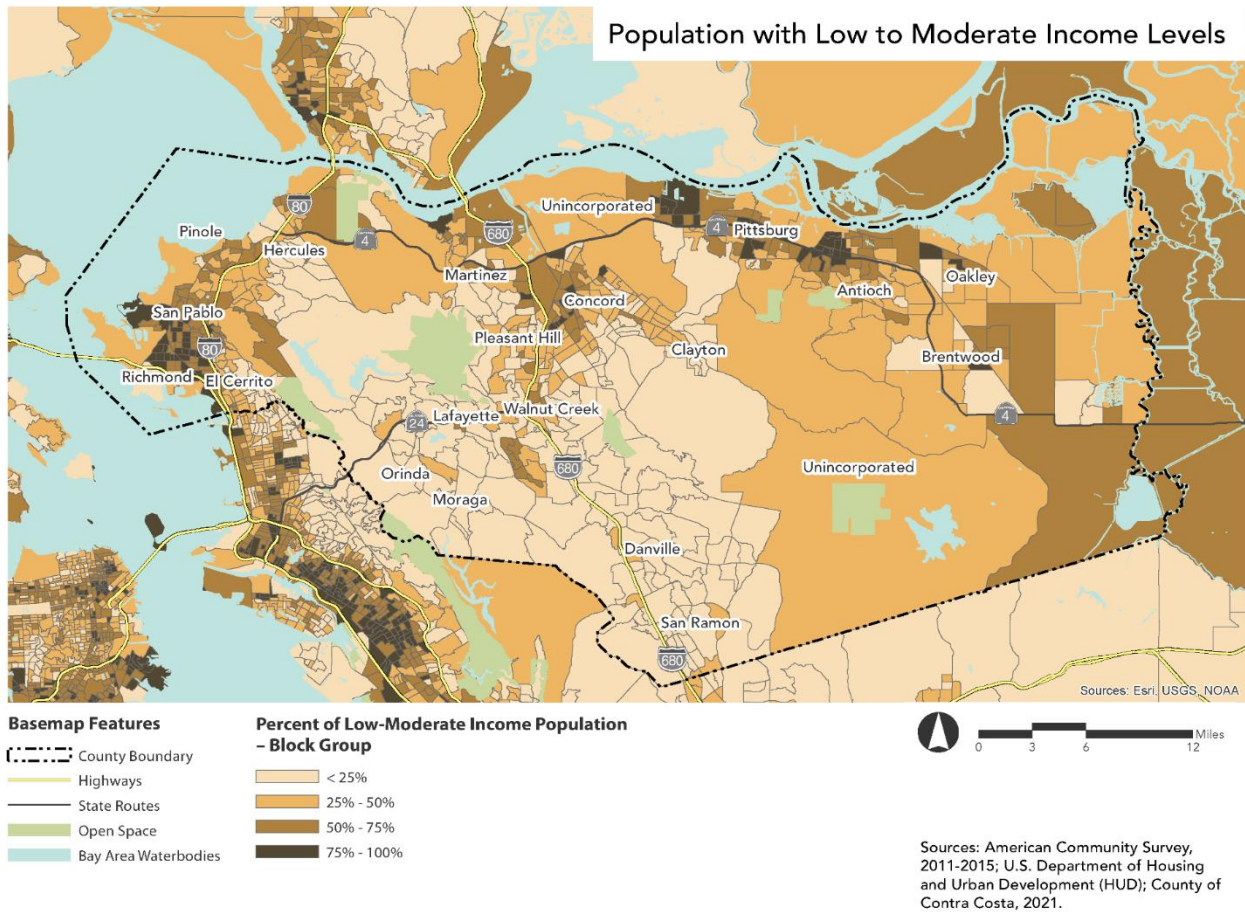 Population with Low to Moderate Income Levels
80
Unincorporated
4
Pittsburg
Pinole
Hercules
4
680
Martinez
Oakley
Antioch
Concord
San Pablo
80
Pleasant Hill
Clayton
Brentwood
Richmond
El Cerrito
Lafayette
Walnut Creek
4
24
680
Orinda
Unincorporated
Moraga
Danville
San Ramon
680
Sources: Esri, USGS, NOAA
Basemap Features
County Boundary
Highways
State Routes
Open Space
Bay Area Waterbodies
Percent of Low-Moderate Income Population
– Block Group
< 25%
25% - 50%
50% - 75%
75% - 100%
Miles
0 3 6 12
Sources: American Community Survey,
2011-2015; U.S. Department of Housing
and Urban Development (HUD); County of
Contra Costa, 2021.